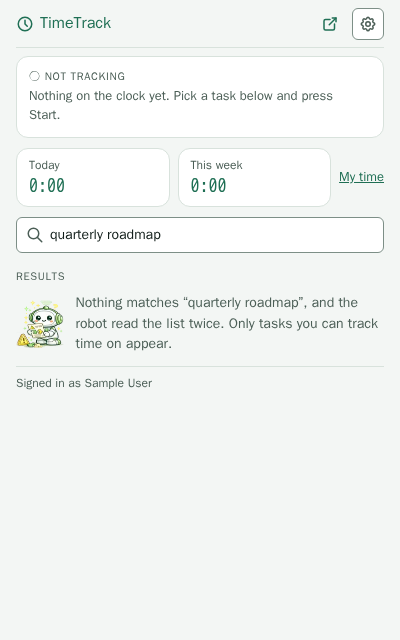 TimeTrack
NOT TRACKING
Nothing on the clock yet. Pick a task below and press
Start.
Today
0:00
This week
0:00
My time
quarterly roadmap
RESULTS
Nothing matches “quarterly roadmap”, and the
robot read the list twice. Only tasks you can track
time on appear.
Signed in as Sample User